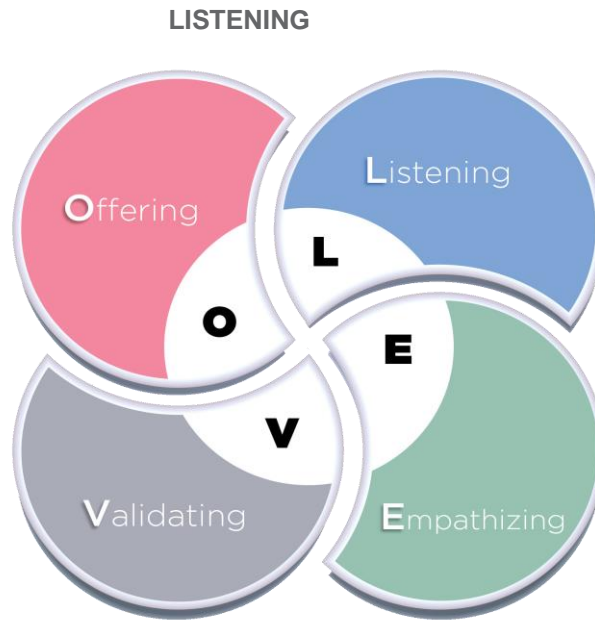 LISTENING
Offering
Listening
L
O
E
V
Validating
Empathizing